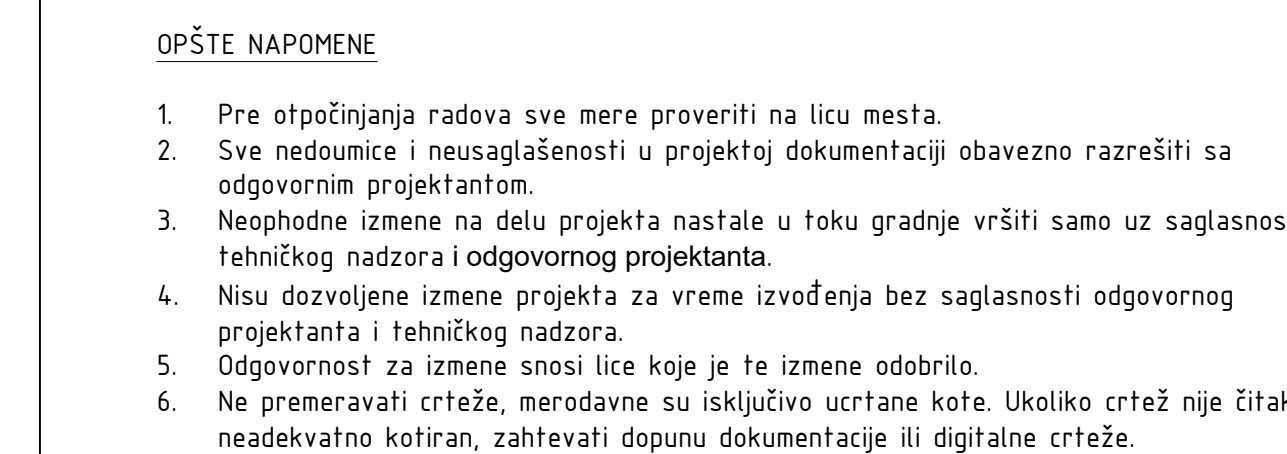 OPŠTE NAPOMENE
1. Pre otpočinjanja radova sve mere proveriti na licu mesta.
2. Sve nedoumice i neusaglašenosti u projektoj dokumentaciji obavezno razrešiti sa
odgovornim projektantom.
3. Neophodne izmene na delu projekta nastale u toku gradnje vršiti samo uz saglasnos
tehničkog nadzora i odgovornog projektanta.
4. Nisu dozvoljene izmene projekta za vreme izvođenja bez saglasnosti odgovornog
projektanta i tehničkog nadzora.
5. Odgovornost za izmene snosi lice koje je te izmene odobrilo.
6. Ne premeravati crteže, merodavne su isključivo ucrtane kote. Ukoliko crtež nije čitak
neadekvatno kotiran, zahtevati dopunu dokumentacije ili digitalne crteže.